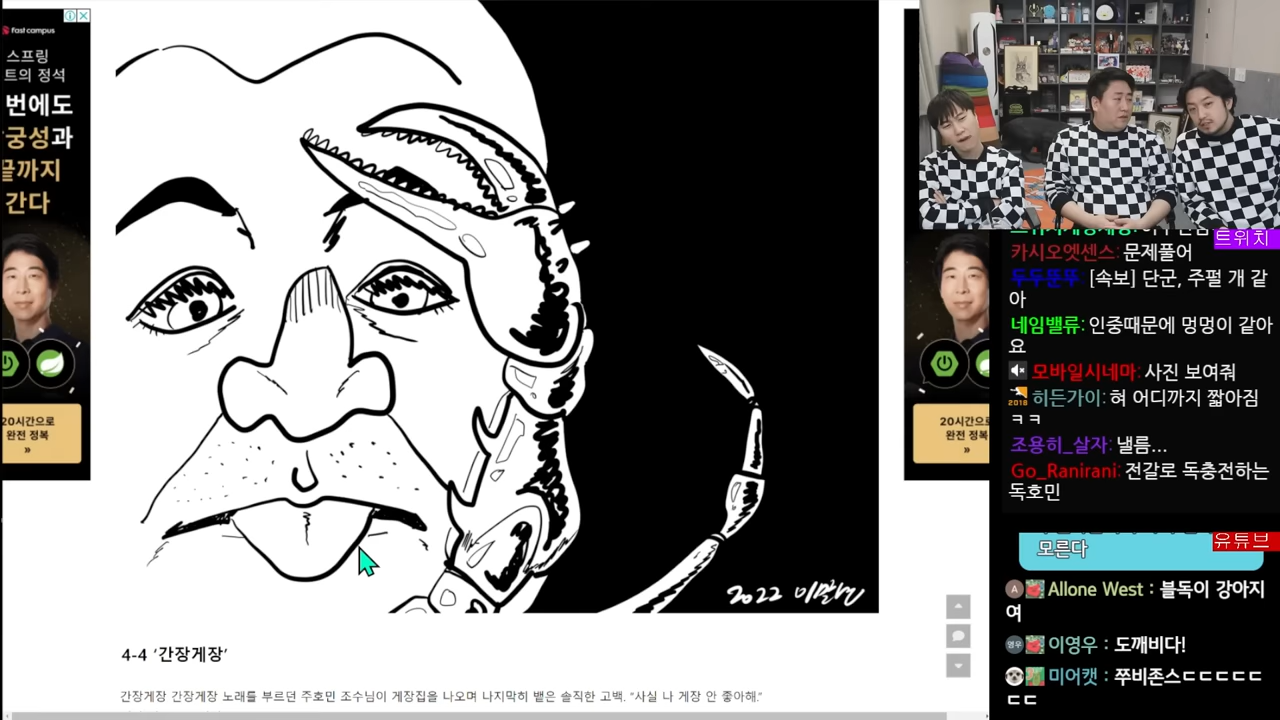 fast campus
스프링
트의 정석
번에도
궁성과
끝까지
간다
20시간으로
완전 정복
»
2022 이말년
4-4 ‘간장게장’
간장게장 간장게장 노래를 부르던 주호민 조수님이 게장집을 나오며 나지막히 뱉은 솔직한 고백. “사실 나 게장 안 좋아해.”
20시간으로
완전 정복
»
트위치
카시오엣센스: 문제풀어
두두뚠뚜: [속보] 단군, 주펄 개 같
아
네임밸류: 인중때문에 멍멍이 같아
요
모바일시네마: 사진 보여줘
2018 히든가이: 혀 어디까지 짧아짐
ㅋㅋ
조용히_살자: 낼름...
Go_Ranirani: 전갈로 독충전하는
독호민
유튜브
모른다
A Allone West : 블독이 강아지
여
영우 이영우 : 도깨비다!
미어캣 : 쭈비존스ㄷㄷㄷㄷㄷ
ㄷㄷ